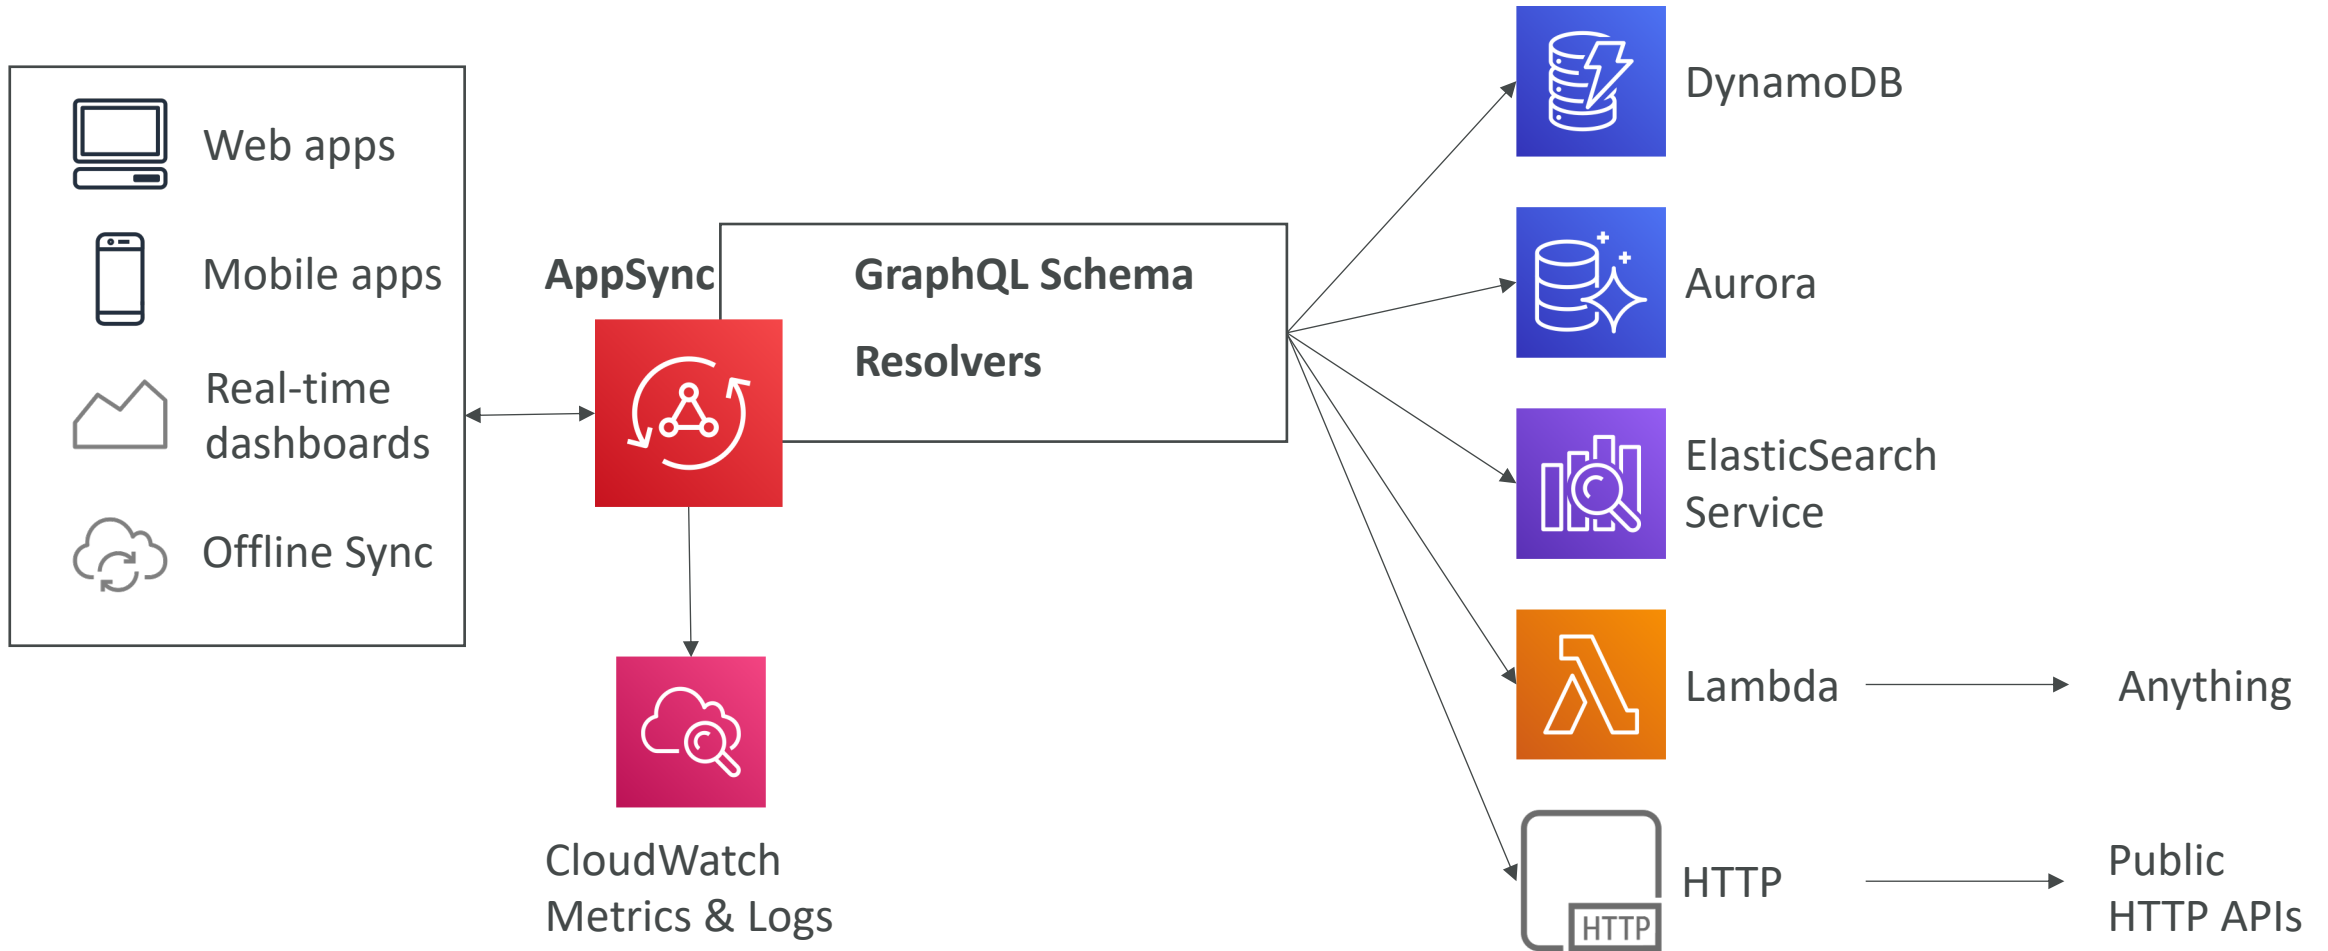 Web apps
Mobile apps
Real-time
dashboards
Offline Sync
AppSync
GraphQL Schema
Resolvers
CloudWatch
Metrics & Logs
DynamoDB
Aurora
ElasticSearch
Service
Lambda
Anything
HTTP
HTTP
Public
HTTP APIs